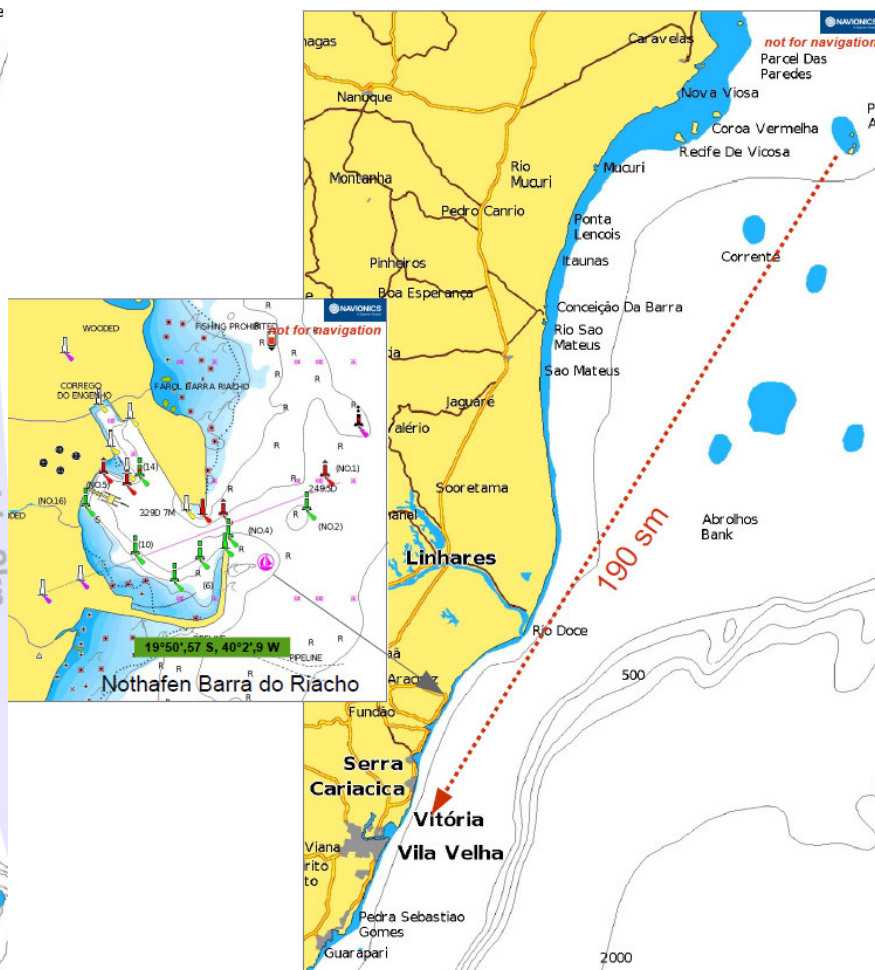 NAVIONICS
not for navigation
Caravelas
Parcel Das
Paredes
Nanuque
Nova Viosa
Coroa Vermelha
Recife De Vicosa
Rio
Mucuri
Mucuri
Montanha
Pedro Canrio
Ponta
Lencois
Corrente
Itaunas
Pinheiros
Boa Esperança
Conceição Da Barra
Rio Sao
Mateus
Sao Mateus
Jaguáre
alério
Sooretama
Abrolhos
Bank
190 sm
Linhares
Rio Doce
500
Aracruz
Fundão
Serra
Cariacica
Vitória
Viana
Vila Velha
Pedra Sebastiao
Gomes
Guarapari
2000
NAVIONICS
not for navigation
WOODED
FISHING PROHIBITED
CORREGO
DO ENGENHO
FAROL BARRA RIACHO
(14)
(NO.1)
(NO.5)
(NO.16)
329D 7M
(NO.2)
(NO.4)
(10)
(6)
19°50',57 S, 40°2',9 W
PIPELINE
Nothafen Barra do Riacho